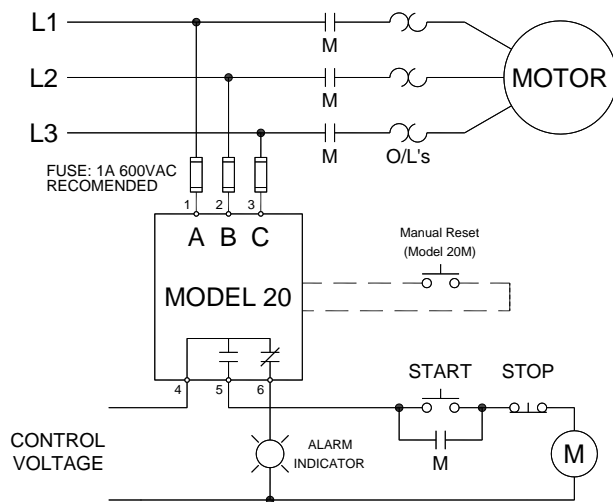 L1
M
L2
M
MOTOR
L3
M
O/L's
FUSE: 1A 600VAC
RECOMENDED
1
2
3
A
B
C
Manual Reset
(Model 20M)
MODEL 20
4
5
6
START
STOP
M
CONTROL
VOLTAGE
ALARM
INDICATOR
M